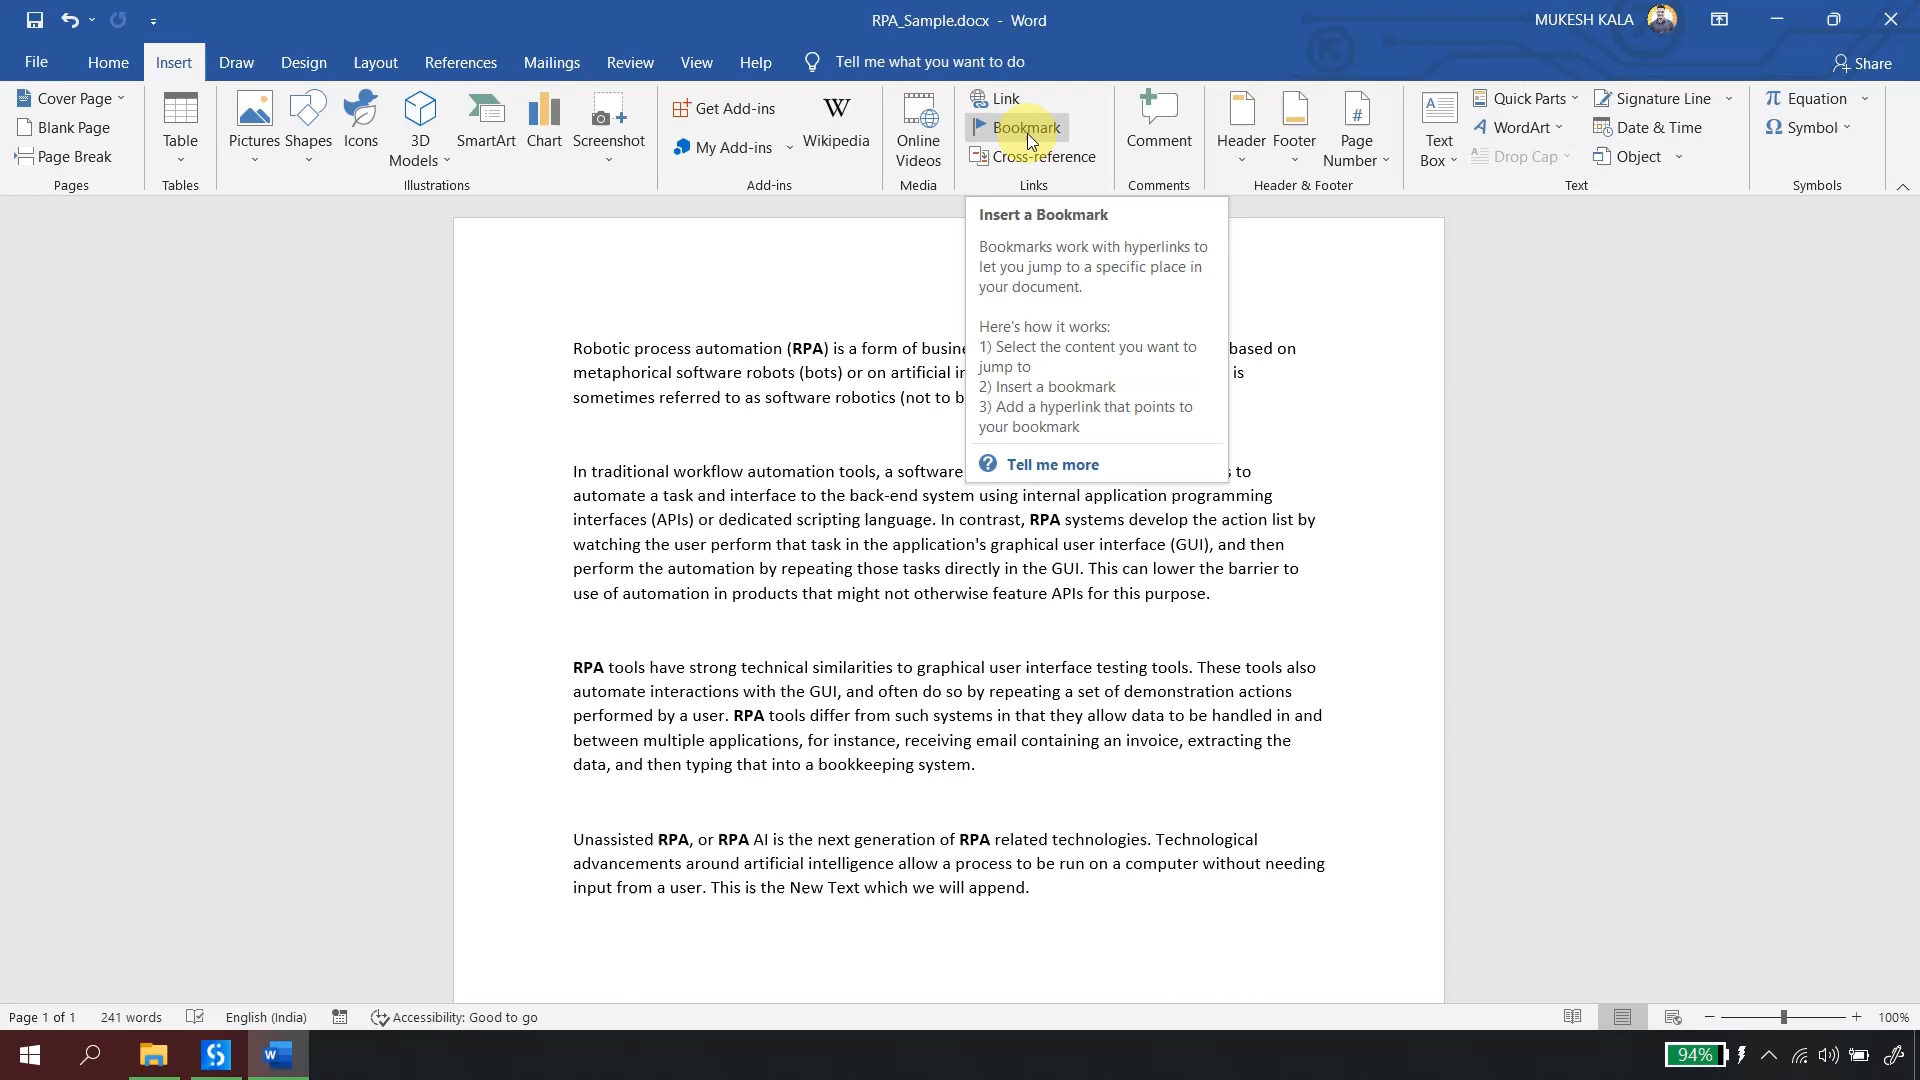 RPA_Sample.docx - Word
MUKESH KALA
File Home Insert Draw Design Layout References Mailings Review View Help Tell me what you want to do
Share
Cover Page
Blank Page
Page Break
Pages
Table
Tables
Pictures Shapes Icons 3D Models SmartArt Chart Screenshot
Illustrations
Get Add-ins
My Add-ins
Wikipedia
Add-ins
Online Videos
Media
Link
Bookmark
Cross-reference
Links
Comment
Comments
Header Footer Page Number
Header & Footer
Text Box
Quick Parts
WordArt
Drop Cap
Signature Line
Date & Time
Object
Text
Equation
Symbol
Symbols
Insert a Bookmark
Bookmarks work with hyperlinks to
let you jump to a specific place in
your document.
Here's how it works:
1) Select the content you want to
jump to
2) Insert a bookmark
3) Add a hyperlink that points to
your bookmark
Tell me more
Robotic process automation (RPA) is a form of busine based on
metaphorical software robots (bots) or on artificial in is
sometimes referred to as software robotics (not to b
In traditional workflow automation tools, a software s to
automate a task and interface to the back-end system using internal application programming
interfaces (APIs) or dedicated scripting language. In contrast, RPA systems develop the action list by
watching the user perform that task in the application's graphical user interface (GUI), and then
perform the automation by repeating those tasks directly in the GUI. This can lower the barrier to
use of automation in products that might not otherwise feature APIs for this purpose.
RPA tools have strong technical similarities to graphical user interface testing tools. These tools also
automate interactions with the GUI, and often do so by repeating a set of demonstration actions
performed by a user. RPA tools differ from such systems in that they allow data to be handled in and
between multiple applications, for instance, receiving email containing an invoice, extracting the
data, and then typing that into a bookkeeping system.
Unassisted RPA, or RPA AI is the next generation of RPA related technologies. Technological
advancements around artificial intelligence allow a process to be run on a computer without needing
input from a user. This is the New Text which we will append.
Page 1 of 1 241 words English (India) Accessibility: Good to go
100%
94%